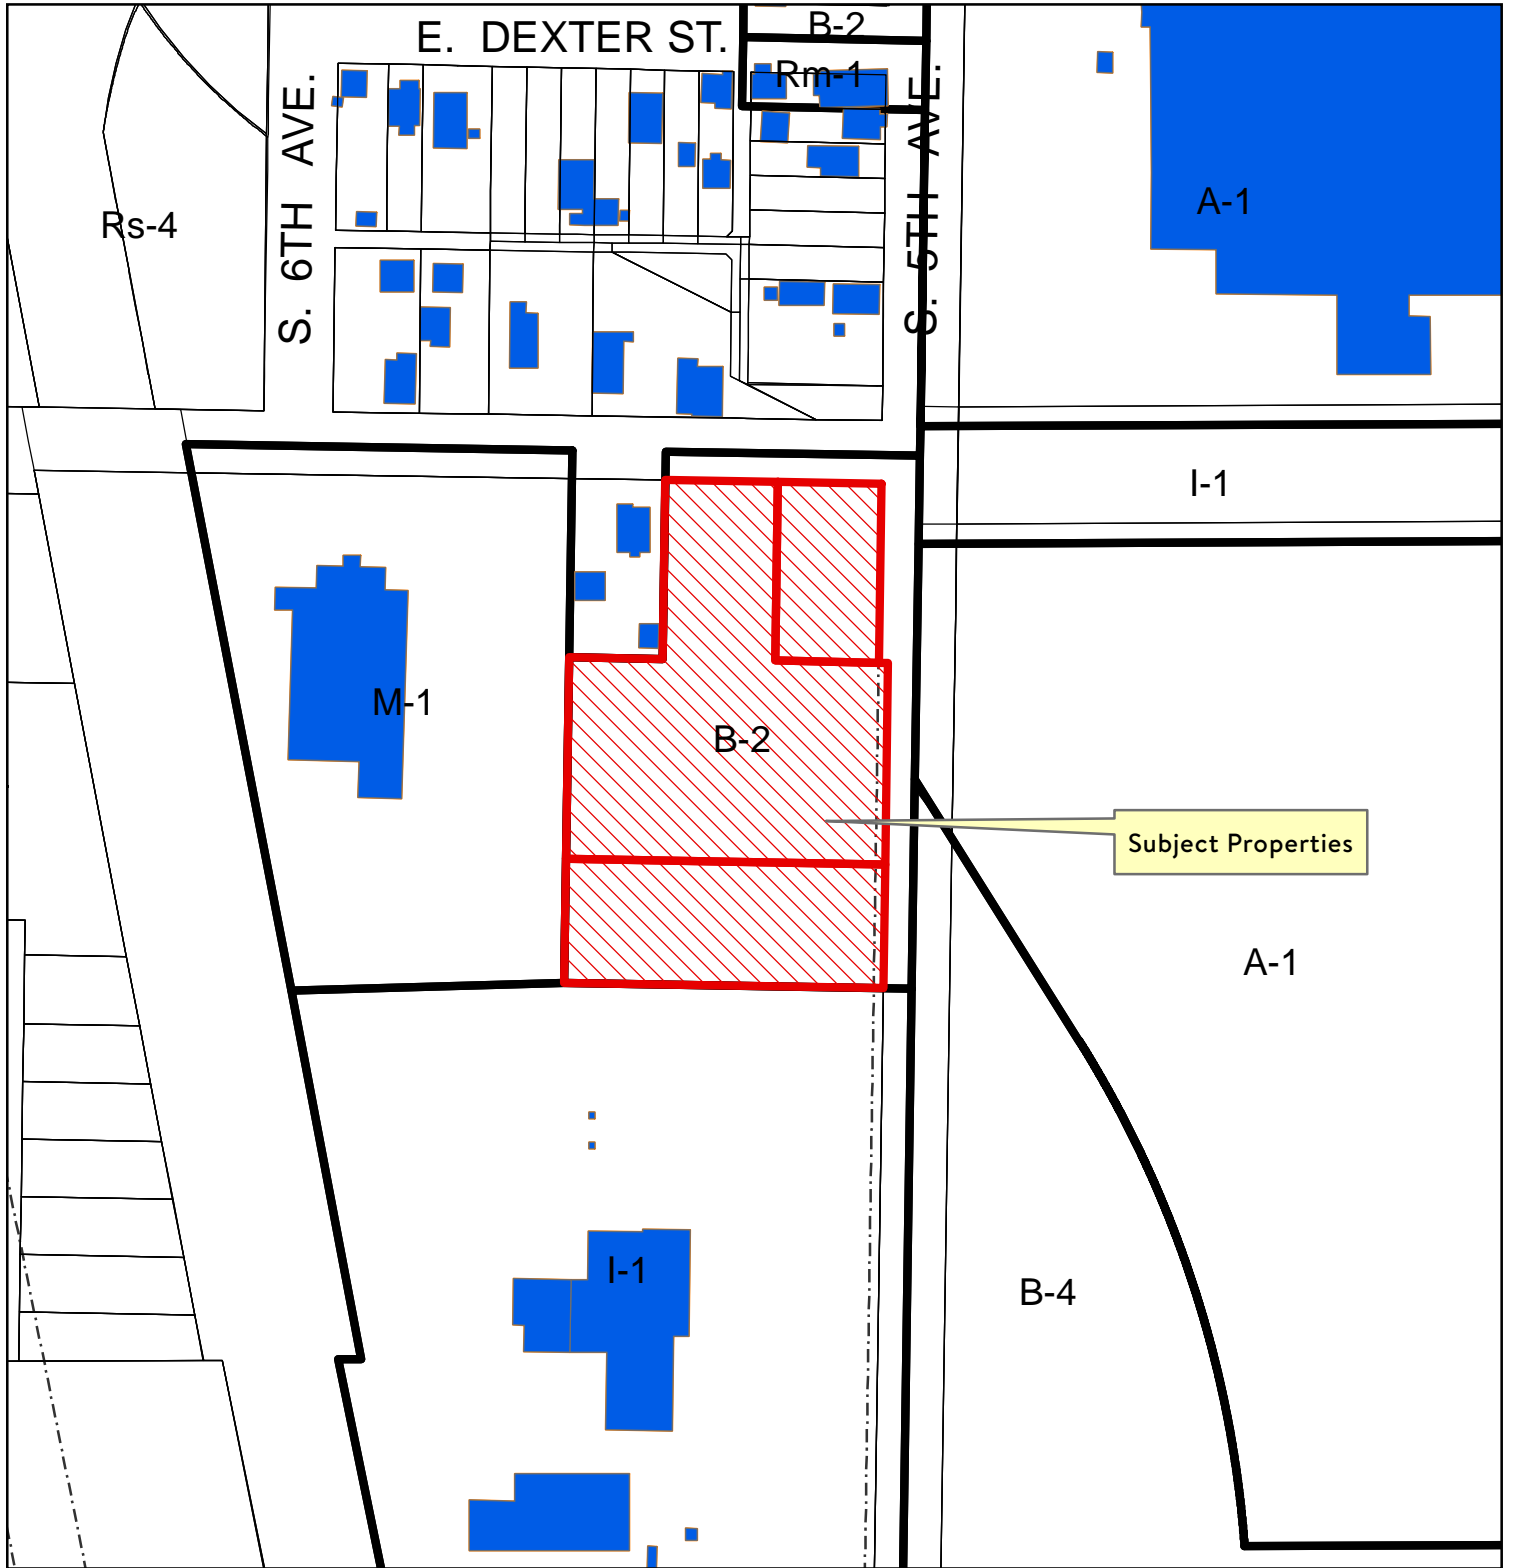 B-2
E. DEXTER ST.
Rm-1
S. 6TH AVE.
S. 5TH AVE.
A-1
Rs-4
I-1
M-1
B-2
Subject Properties
A-1
I-1
B-4